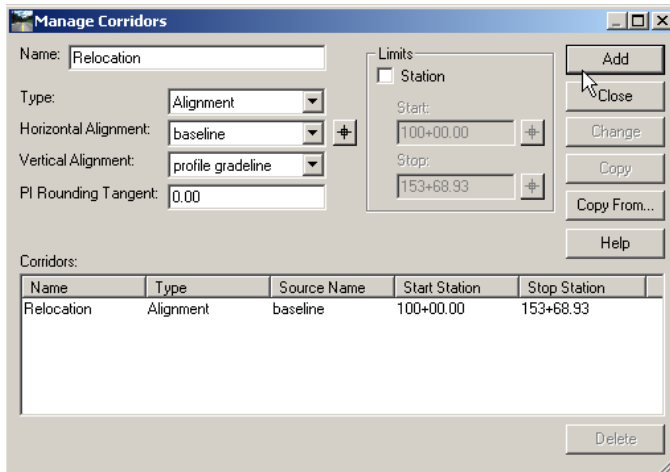 Manage Corridors
Name: Relocation
Type: Alignment
Horizontal Alignment: baseline
Vertical Alignment: profile gradeline
PI Rounding Tangent: 0.00
Limits
Station
Start:
100+00.00
Stop:
153+68.93
Add
Close
Change
Copy
Copy From...
Help
Corridors:
Name Type Source Name Start Station Stop Station
Relocation Alignment baseline 100+00.00 153+68.93
Delete